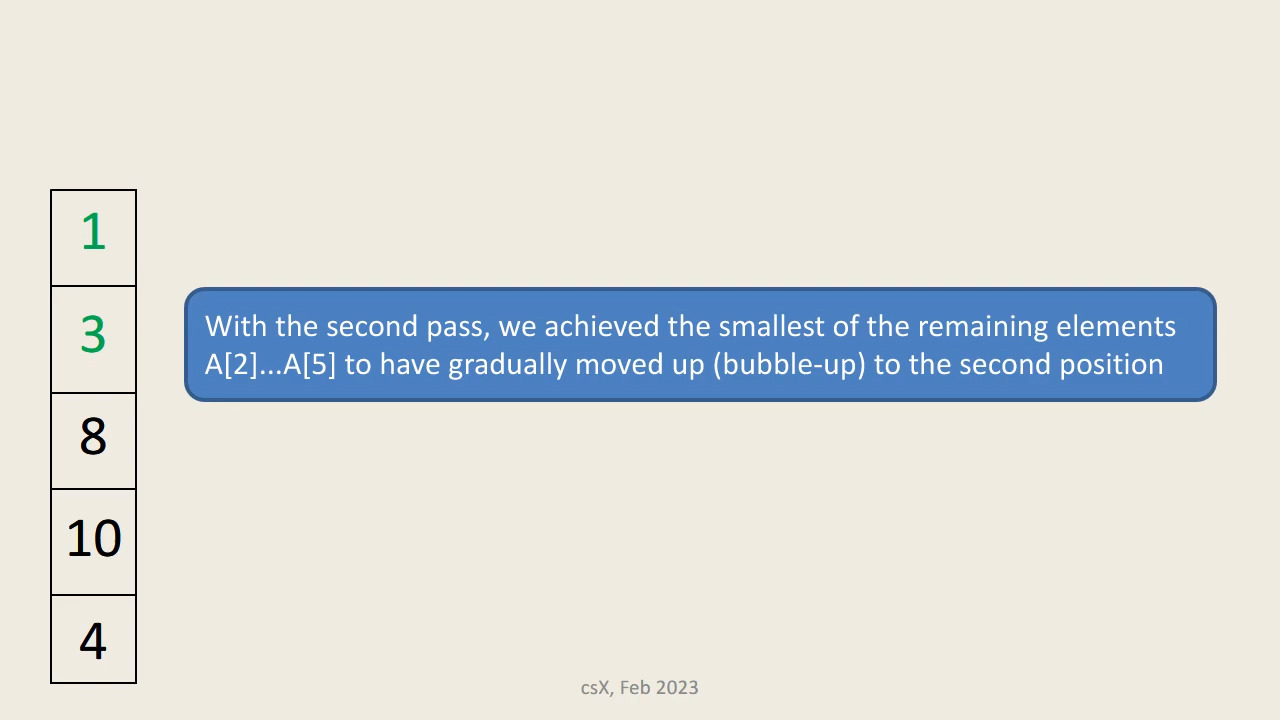 1
3
With the second pass, we achieved the smallest of the remaining elements
A[2]...A[5] to have gradually moved up (bubble-up) to the second position
8
10
4
csX, Feb 2023